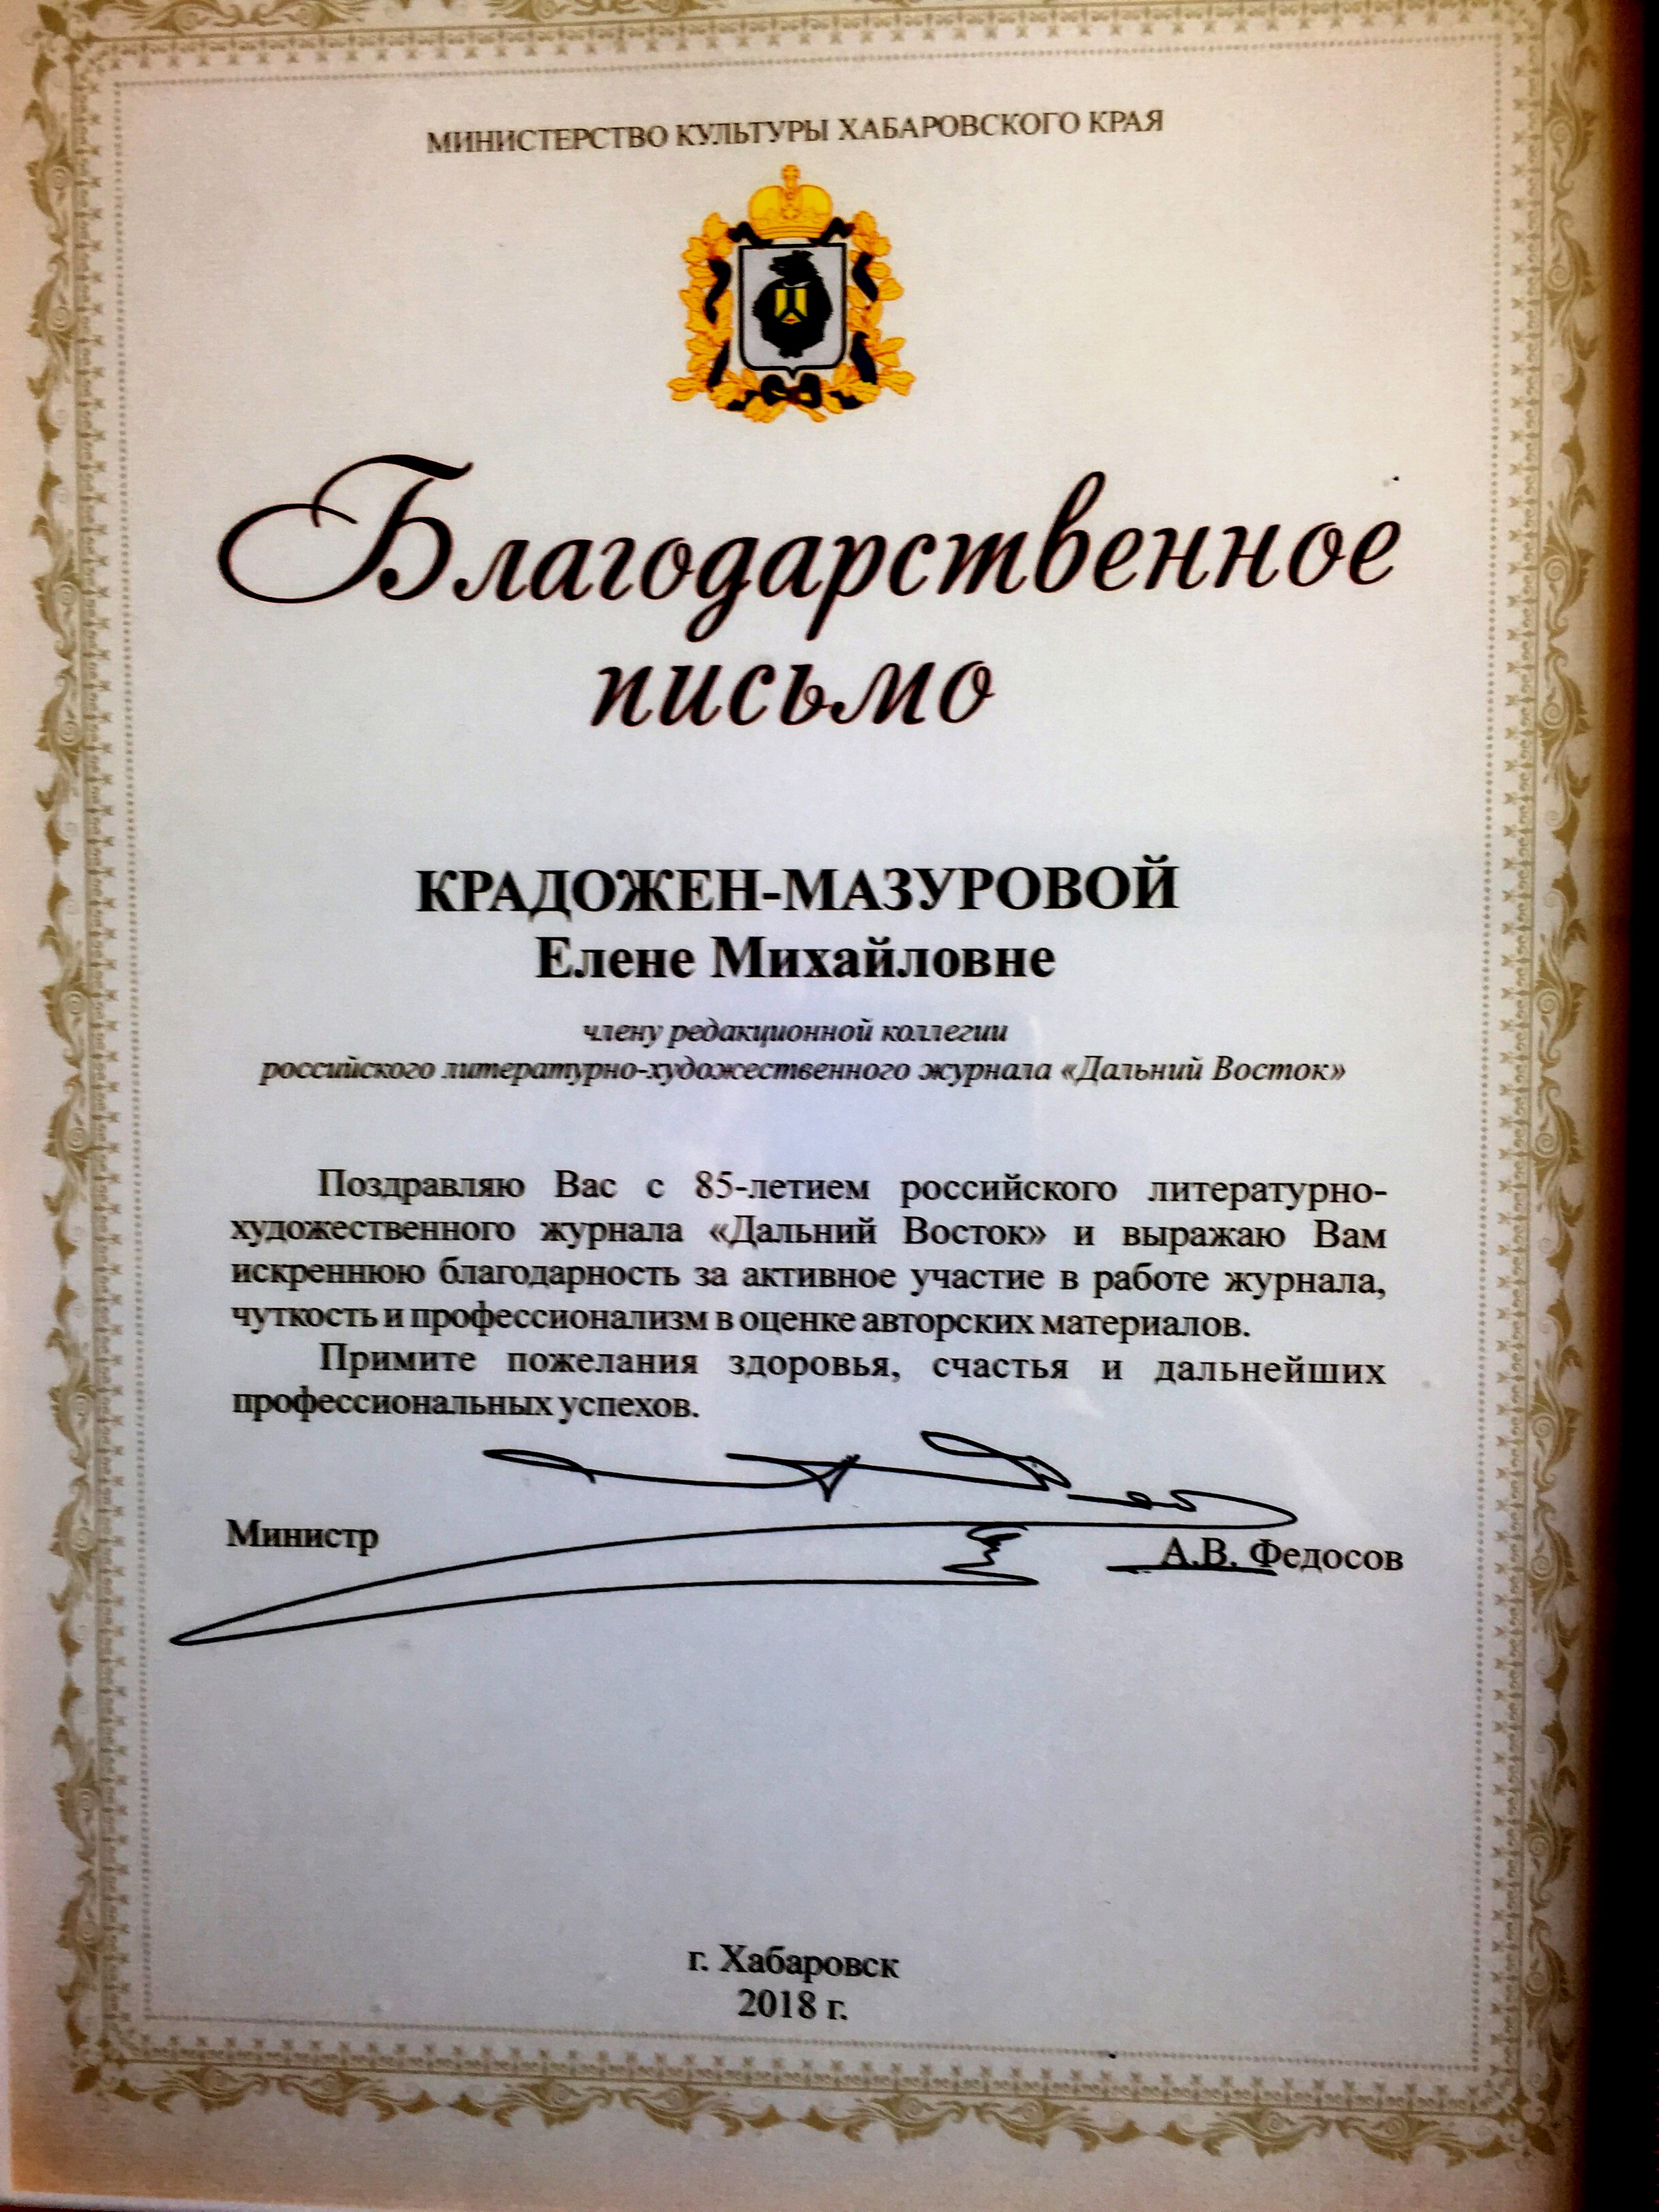 МИНИСТЕРСТВО КУЛЬТУРЫ ХАБАРОВСКОГО КРАЯ
Благодарственное
письмо
КРАДОЖЕН-МАЗУРОВОЙ
Елене Михайловне
члену редакционной коллегии
российского литературно-художественного журнала «Дальний Восток»
Поздравляю Вас с 85-летием российского литературно-
художественного журнала «Дальний Восток» и выражаю Вам
искреннюю благодарность за активное участие в работе журнала,
чуткость и профессионализм в оценке авторских материалов.
Примите пожелания здоровья, счастья и дальнейших
профессиональных успехов.
Министр А.В. Федосов
г. Хабаровск
2018 г.